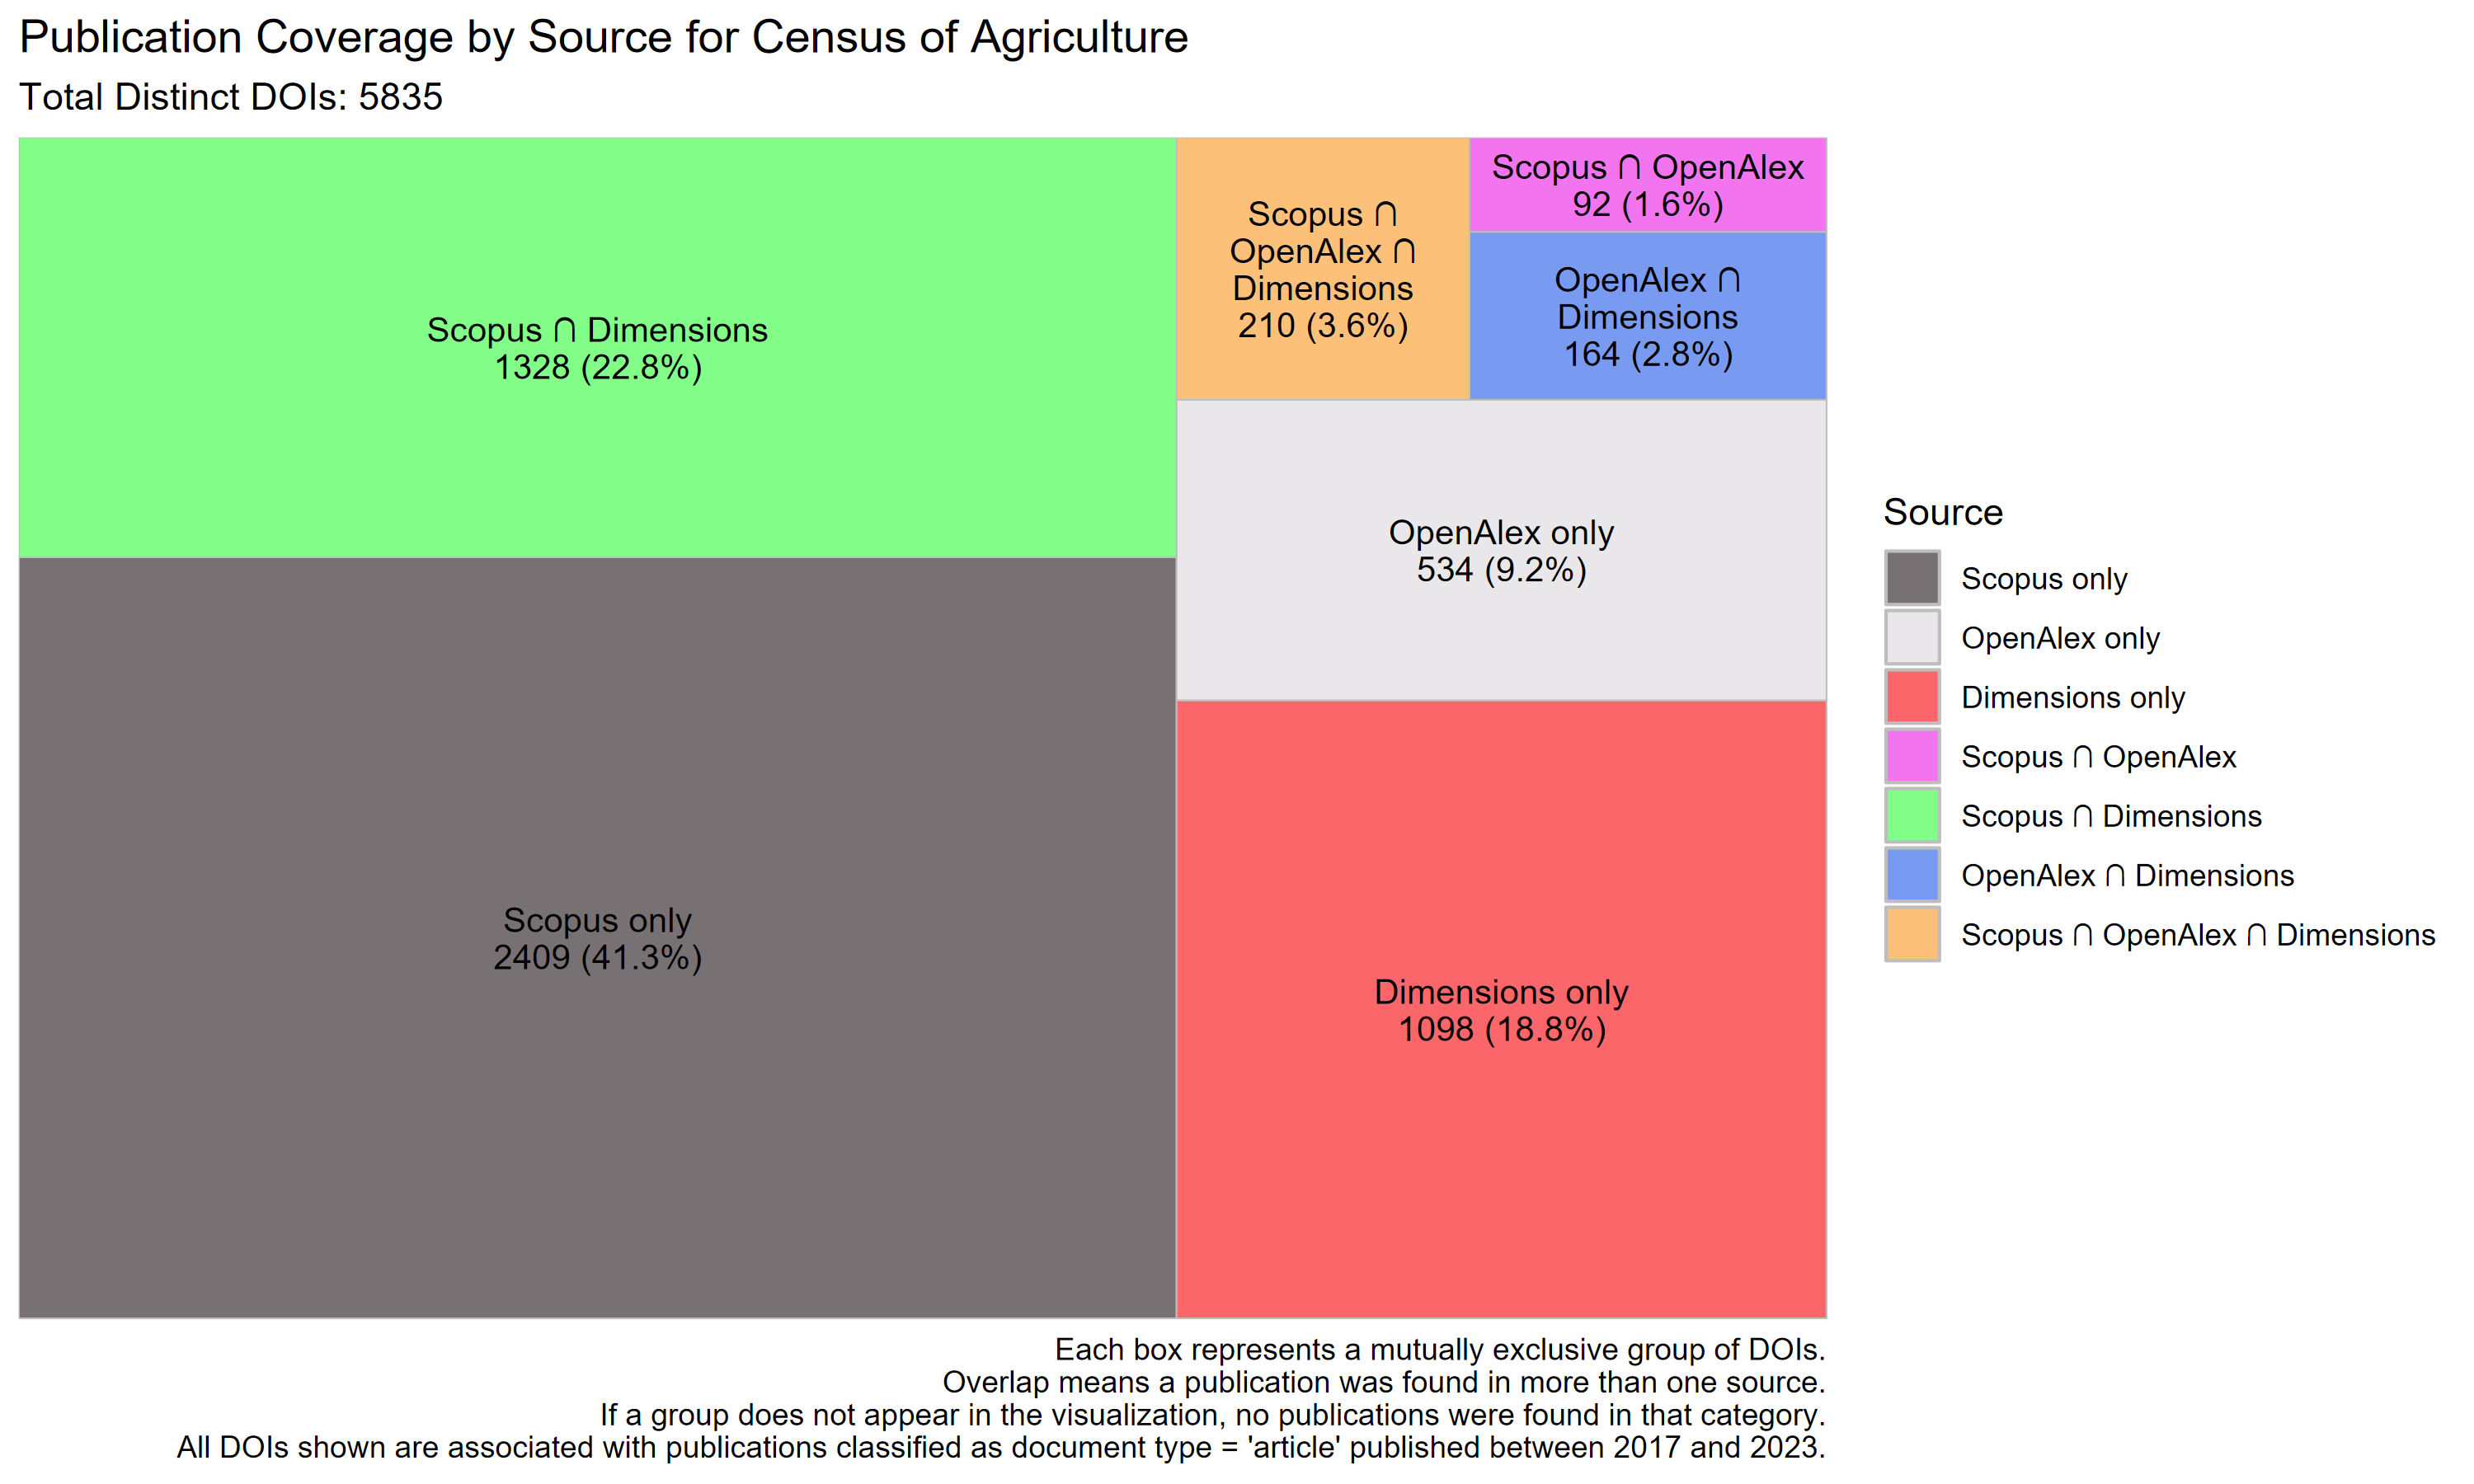 Publication Coverage by Source for Census of Agriculture
Total Distinct DOIs: 5835
Scopus ∩ Dimensions
1328 (22.8%)
Scopus only
2409 (41.3%)
Scopus ∩
OpenAlex ∩
Dimensions
210 (3.6%)
Scopus ∩ OpenAlex
92 (1.6%)
OpenAlex ∩
Dimensions
164 (2.8%)
OpenAlex only
534 (9.2%)
Dimensions only
1098 (18.8%)
Source
Scopus only
OpenAlex only
Dimensions only
Scopus ∩ OpenAlex
Scopus ∩ Dimensions
OpenAlex ∩ Dimensions
Scopus ∩ OpenAlex ∩ Dimensions
Each box represents a mutually exclusive group of DOIs.
Overlap means a publication was found in more than one source.
If a group does not appear in the visualization, no publications were found in that category.
All DOIs shown are associated with publications classified as document type = 'article' published between 2017 and 2023.